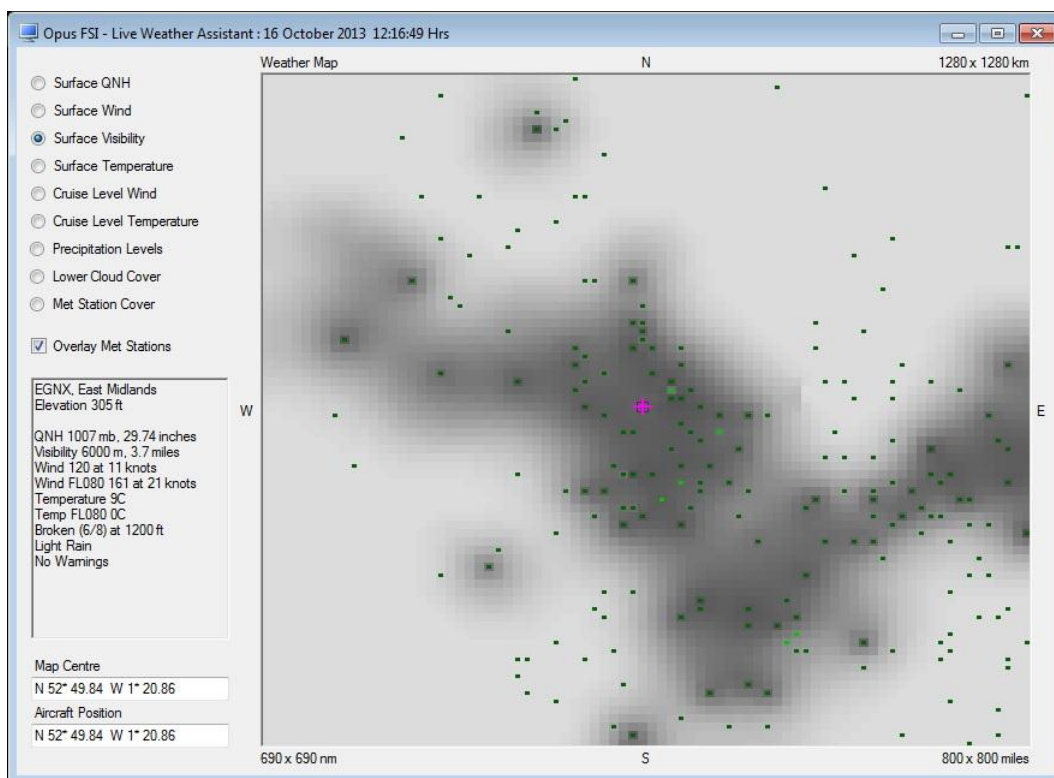 Opus FSI - Live Weather Assistant : 16 October 2013 12:16:49 Hrs
Weather Map
N
1280 x 1280 km
Surface QNH
Surface Wind
Surface Visibility
Surface Temperature
Cruise Level Wind
Cruise Level Temperature
Precipitation Levels
Lower Cloud Cover
Met Station Cover
Overlay Met Stations
EGNX, East Midlands
Elevation 305 ft
QNH 1007 mb, 29.74 inches
Visibility 6000 m, 3.7 miles
Wind 120 at 11 knots
Wind FL080 161 at 21 knots
Temperature 9C
Temp FL080 0C
Broken (6/8) at 1200 ft
Light Rain
No Warnings
W
E
Map Centre
N 52* 49.84 W 1* 20.86
Aircraft Position
N 52* 49.84 W 1* 20.86
690 x 690 nm
S
800 x 800 miles